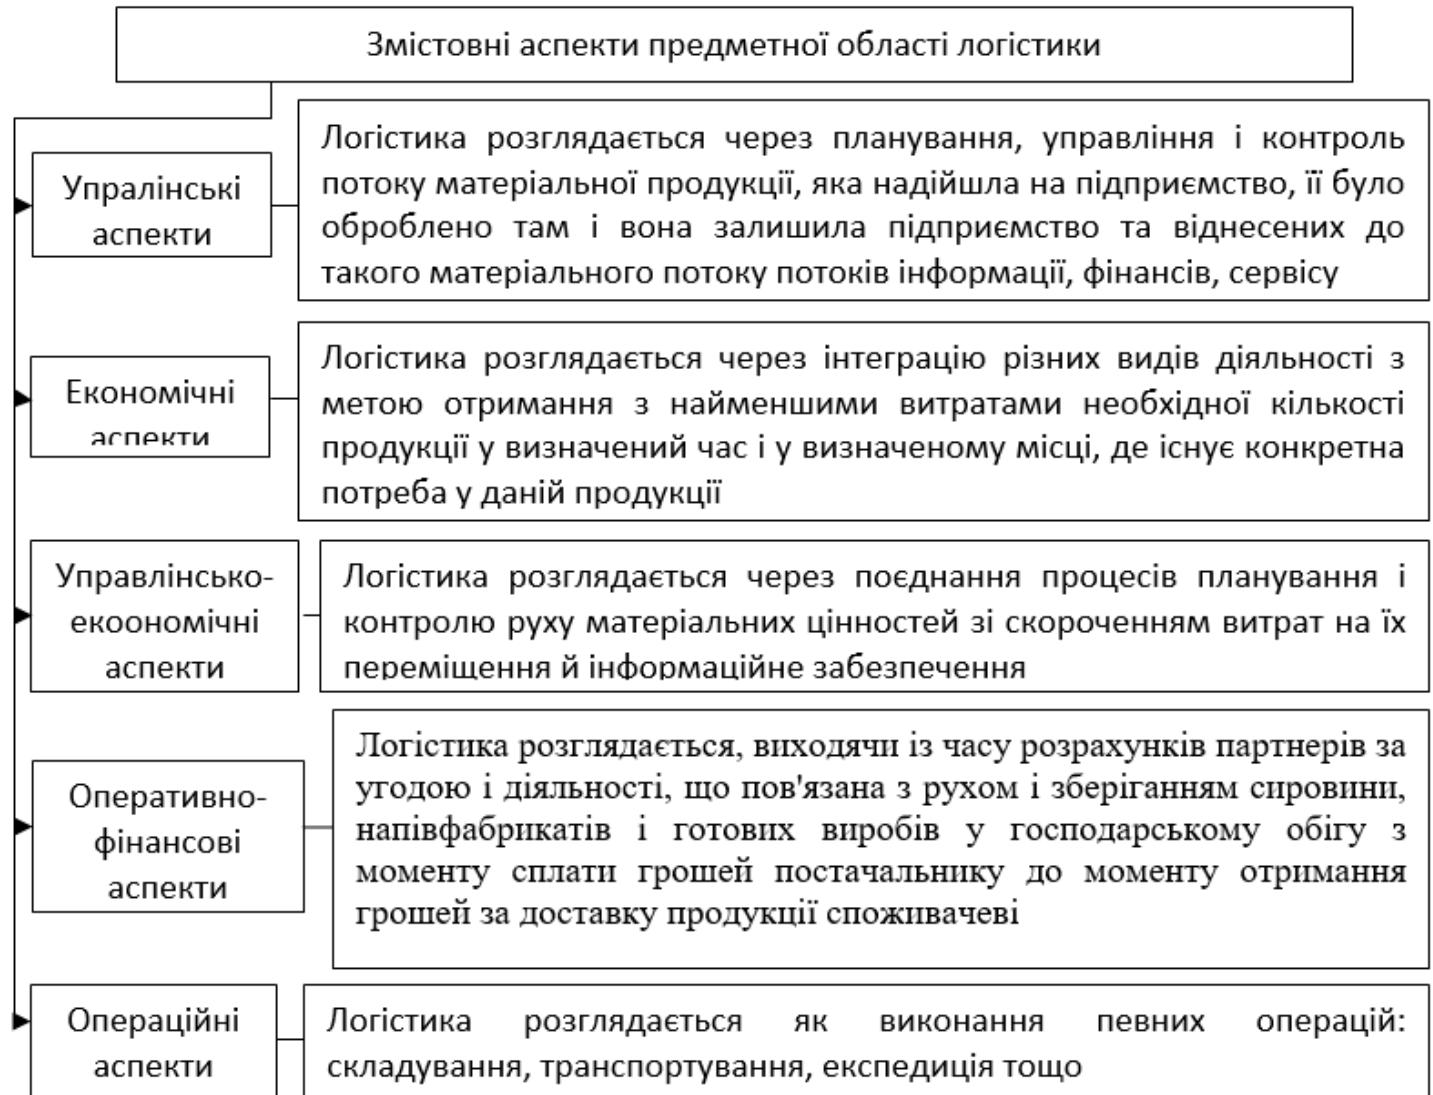 Змістовні аспекти предметної області логістики
Упралінські
аспекти
Логістика розглядається через планування, управління і контроль
потоку матеріальної продукції, яка надійшла на підприємство, її було
оброблено там і вона залишила підприємство та віднесених до
такого матеріального потоку потоків інформації, фінансів, сервісу
Економічні
аспекти
Логістика розглядається через інтеграцію різних видів діяльності з
метою отримання з найменшими витратами необхідної кількості
продукції у визначений час і у визначеному місці, де існує конкретна
потреба у даній продукції
Управлінсько-
екоономічні
аспекти
Логістика розглядається через поєднання процесів планування і
контролю руху матеріальних цінностей зі скороченням витрат на їх
переміщення й інформаційне забезпечення
Оперативно-
фінансові
аспекти
Логістика розглядається, виходячи із часу розрахунків партнерів за
угодою і діяльності, що пов'язана з рухом і зберіганням сировини,
напівфабрикатів і готових виробів у господарському обігу з
моменту сплати грошей постачальнику до моменту отримання
грошей за доставку продукції споживачеві
Операційні
аспекти
Логістика розглядається як виконання певних операцій:
складування, транспортування, експедиція тощо